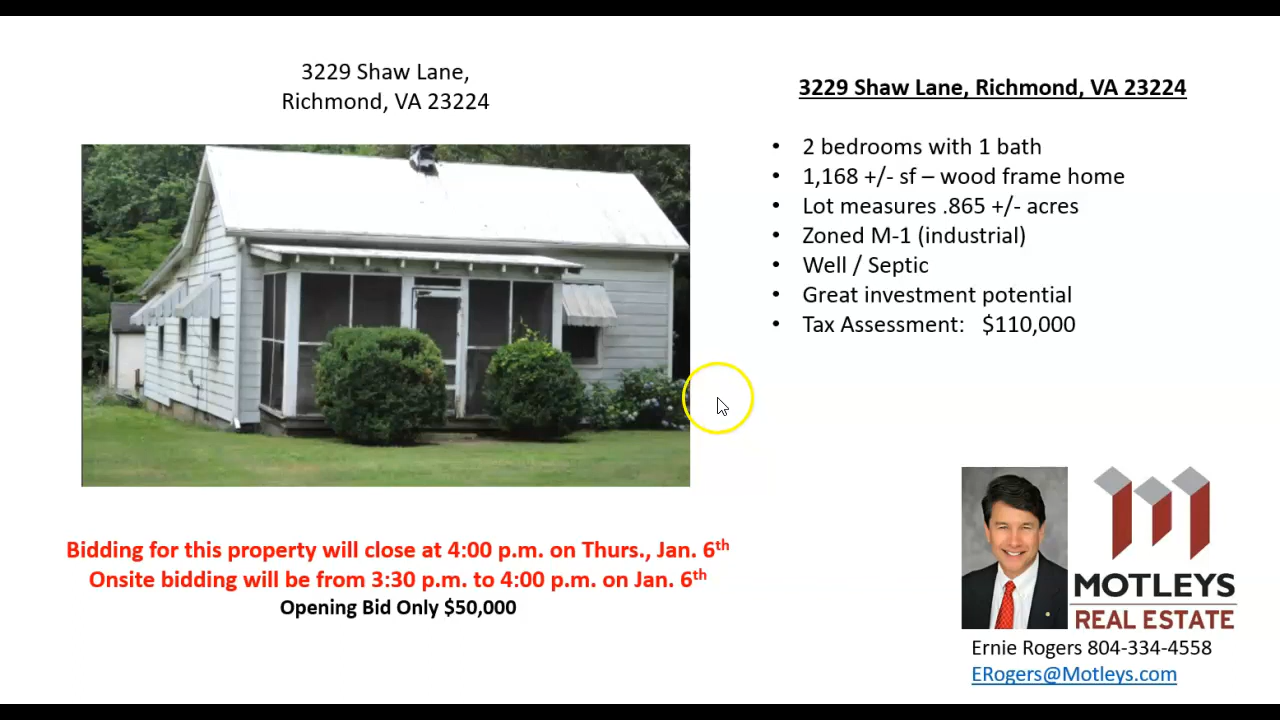 3229 Shaw Lane,
Richmond, VA 23224
3229 Shaw Lane, Richmond, VA 23224
• 2 bedrooms with 1 bath
• 1,168 +/- sf – wood frame home
• Lot measures .865 +/- acres
• Zoned M-1 (industrial)
• Well / Septic
• Great investment potential
• Tax Assessment: $110,000
Bidding for this property will close at 4:00 p.m. on Thurs., Jan. 6th
Onsite bidding will be from 3:30 p.m. to 4:00 p.m. on Jan. 6th
Opening Bid Only $50,000
MOTLEYS
REAL ESTATE
Ernie Rogers 804-334-4558
ERogers@Motleys.com